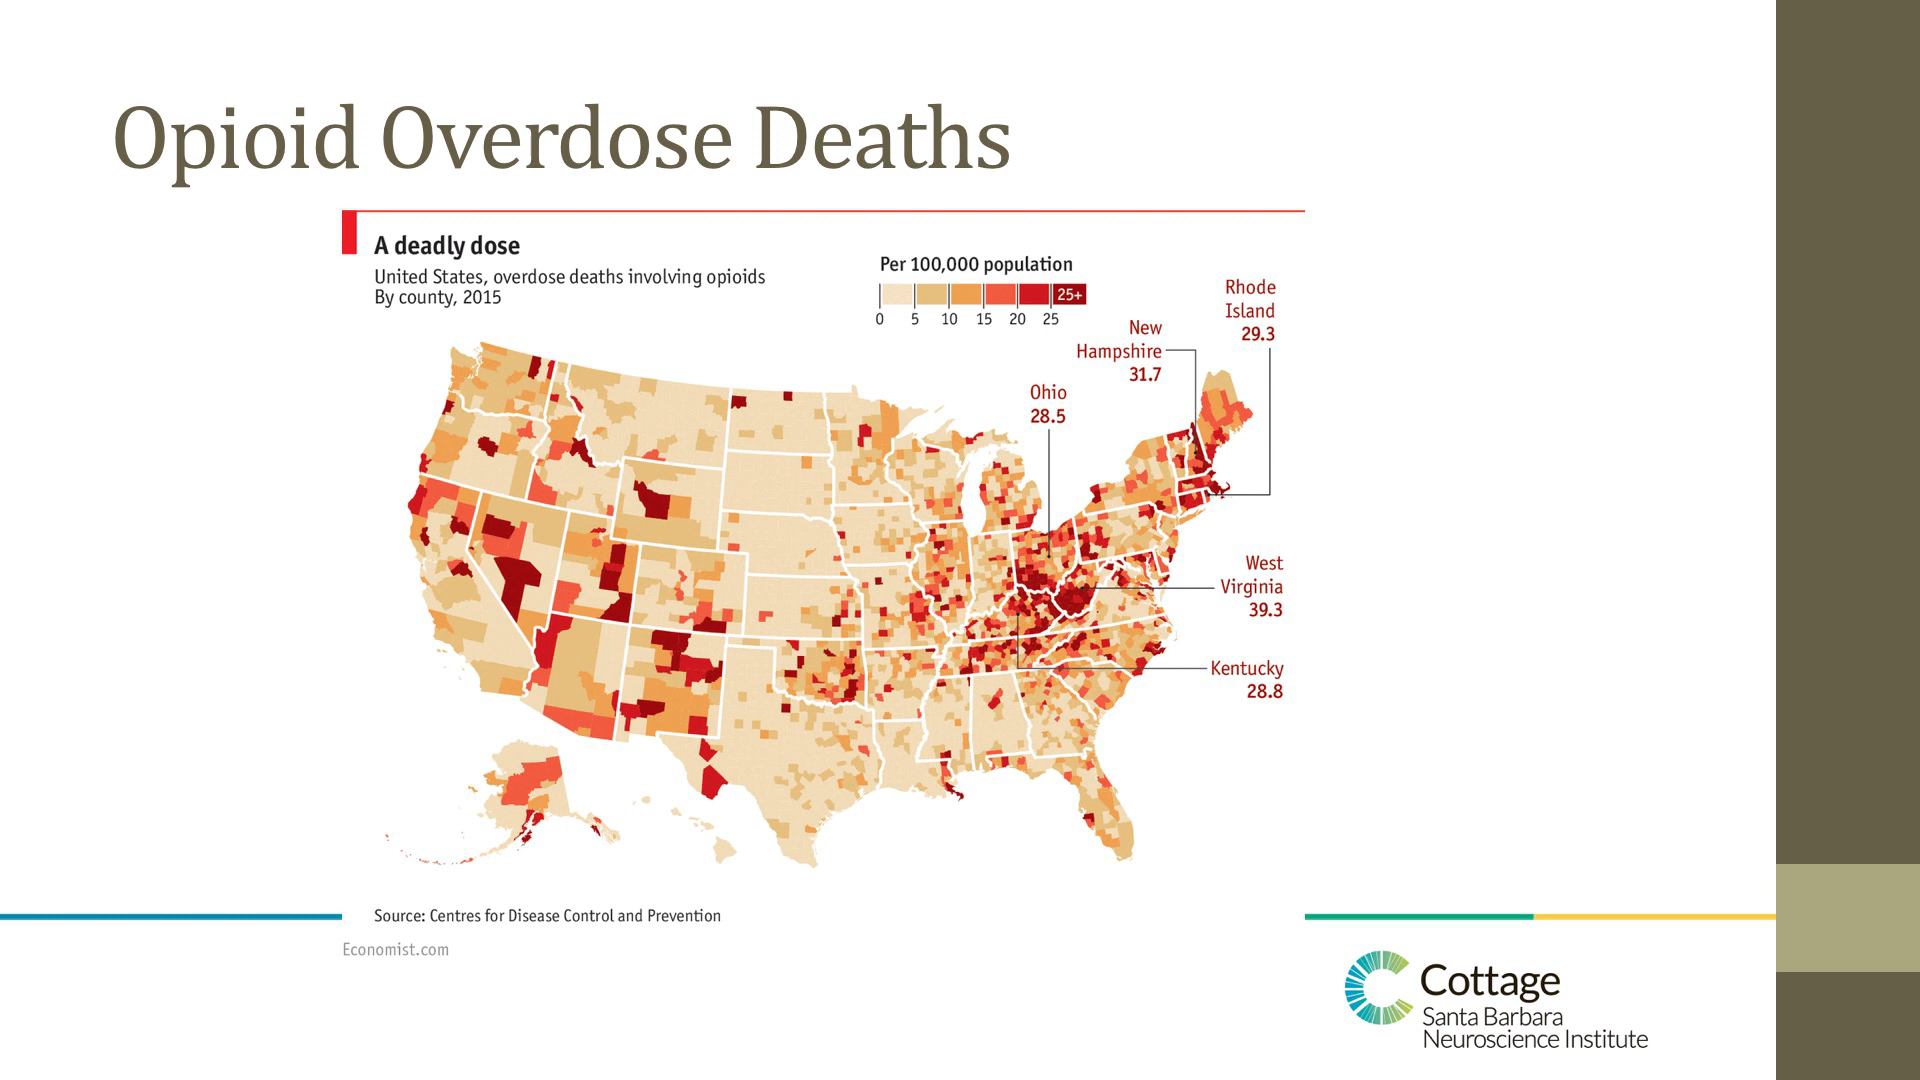 Opioid Overdose Deaths
A deadly dose
United States, overdose deaths involving opioids
By county, 2015
Per 100,000 population
25+
0 5 10 15 20 25
Rhode
Island
29.3
New
Hampshire
31.7
Ohio
28.5
West
Virginia
39.3
Kentucky
28.8
Source: Centres for Disease Control and Prevention
Economist.com
Cottage
Santa Barbara
Neuroscience Institute